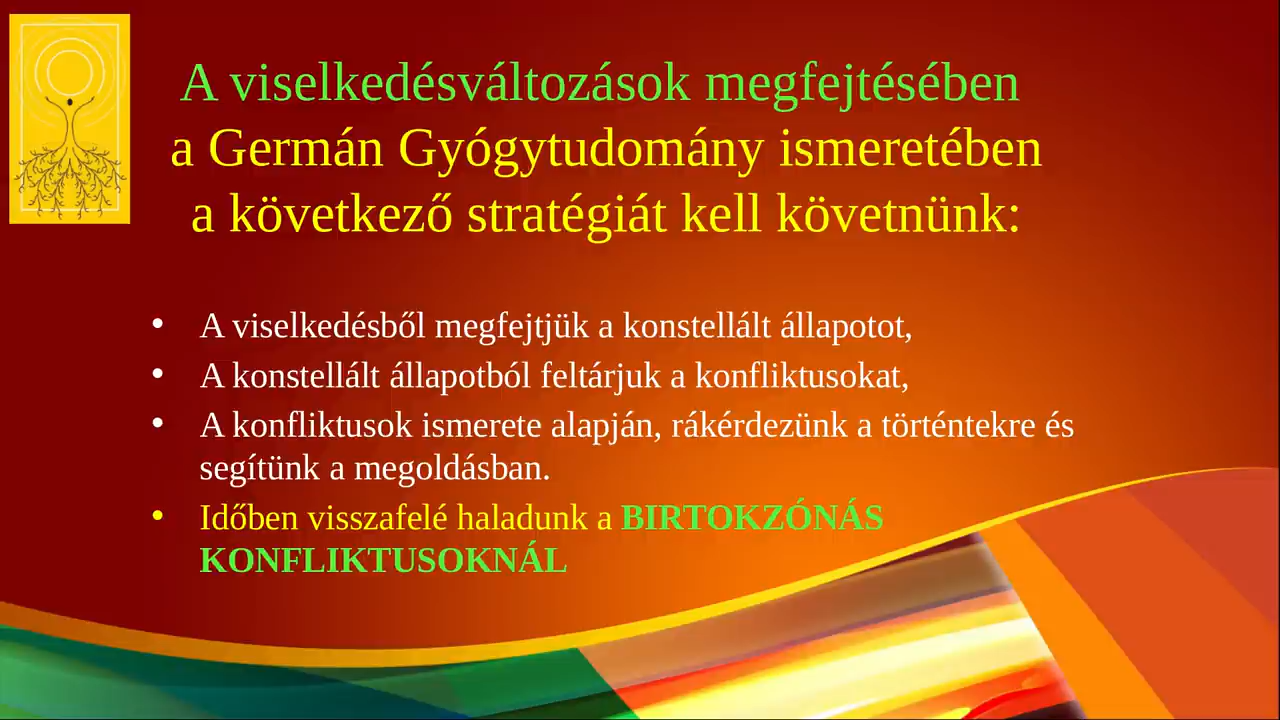 A viselkedésváltozások megfejtésében
a Germán Gyógytudomány ismeretében
a következő stratégiát kell követnünk:
• A viselkedésből megfejtjük a konstellált állapotot,
• A konstellált állapotból feltárjuk a konfliktusokat,
• A konfliktusok ismerete alapján, rákérdezünk a történtekre és
segítünk a megoldásban.
• Időben visszafelé haladunk a BIRTOKZÓNÁS
KONFLIKTUSOKNÁL